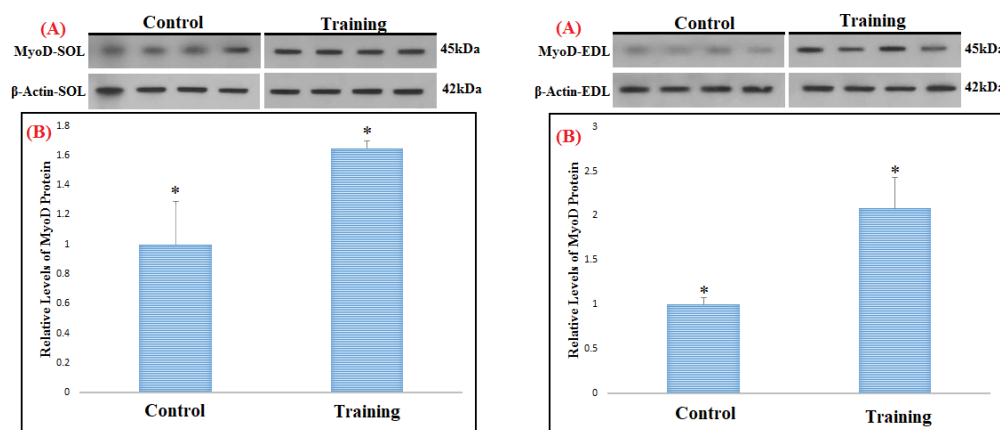 (A) Control Training
MyoD-SOL 45kDa
β-Actin-SOL 42kDa
(B)
Relative Levels of MyoD Protein
1.8
1.6
1.4
1.2
1
0.8
0.6
0.4
0.2
0
*
*
Control Training
(A) Control Training
MyoD-EDL 45kDa
β-Actin-EDL 42kDa
(B)
Relative Levels of MyoD Protein
3
2.5
2
1.5
1
0.5
0
*
*
Control Training